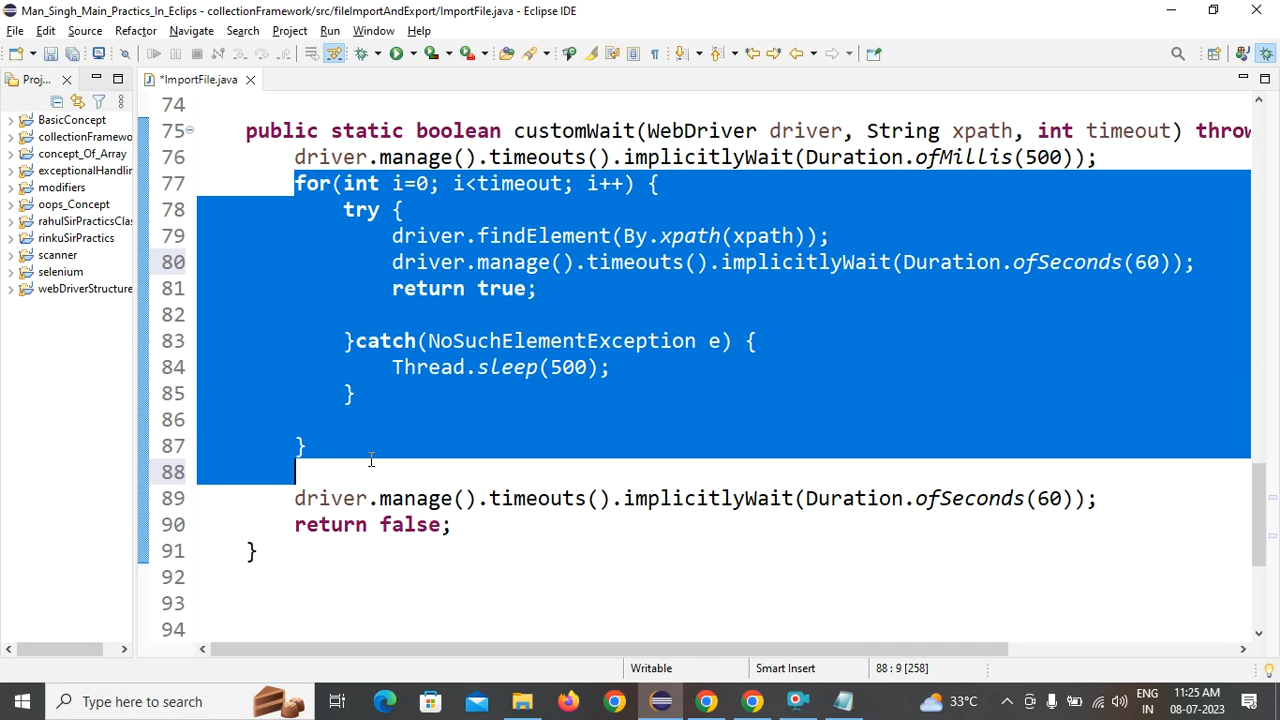 Man_Singh_Main_Practics_In_Eclips - collectionFramework/src/fileImportAndExport/ImportFile.java - Eclipse IDE
File Edit Source Refactor Navigate Search Project Run Window Help
Proj...
*ImportFile.java
BasicConcept
collectionFramewo
concept_Of_Array
exceptionalHandlin
modifiers
oops_Concept
rahulSirPracticsClas
rinkuSirPractics
scanner
selenium
webDriverStructure
74
75 public static boolean customWait(WebDriver driver, String xpath, int timeout) throw
76 driver.manage().timeouts().implicitlyWait(Duration.ofMillis(500));
77 for(int i=0; i<timeout; i++) {
78 try {
79 driver.findElement(By.xpath(xpath));
80 driver.manage().timeouts().implicitlyWait(Duration.ofSeconds(60));
81 return true;
82
83 }catch(NoSuchElementException e) {
84 Thread.sleep(500);
85 }
86
87 }
88
89 driver.manage().timeouts().implicitlyWait(Duration.ofSeconds(60));
90 return false;
91 }
92
93
94
Writable Smart Insert 88 : 9 [258]
Type here to search
33°C
ENG
IN
11:25 AM
08-07-2023